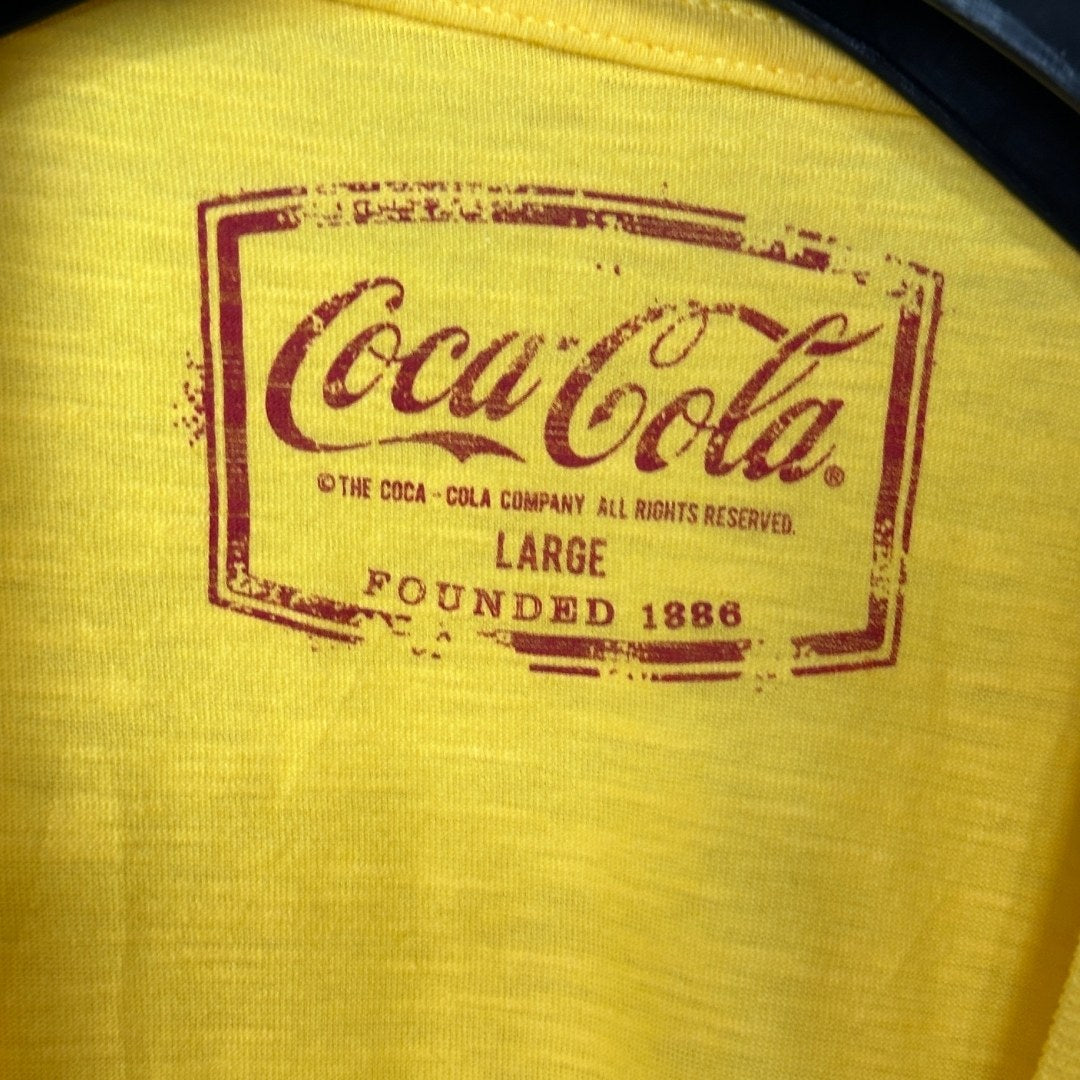 Coca-Cola®
© THE COCA-COLA COMPANY ALL RIGHTS RESERVED.
LARGE
FOUNDED 1886